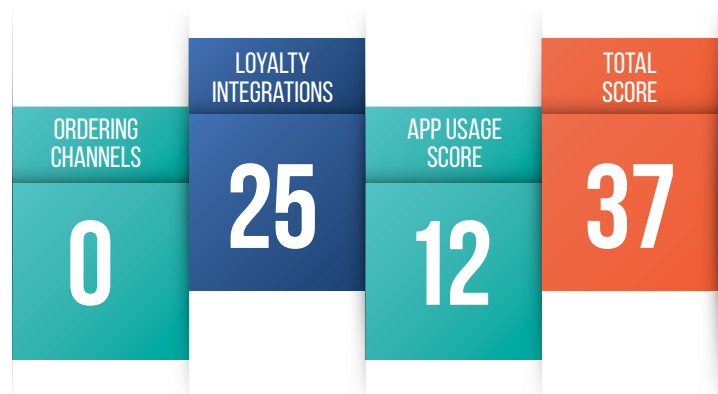 ORDERING
CHANNELS
0
LOYALTY
INTEGRATIONS
25
APP USAGE
SCORE
12
TOTAL
SCORE
37